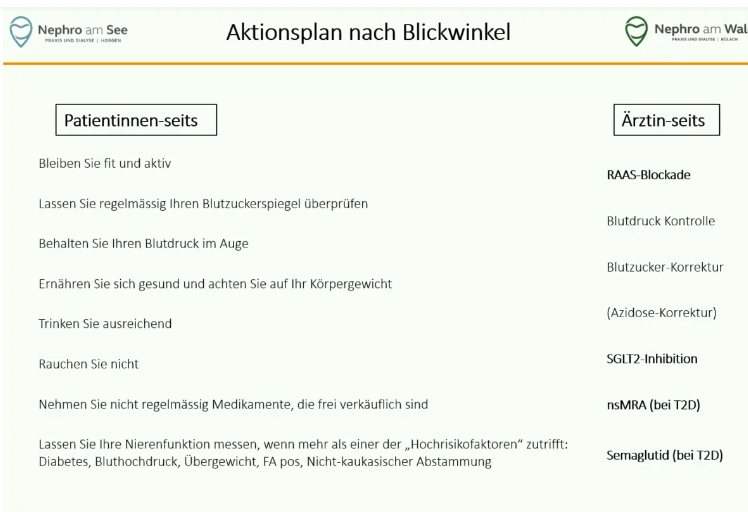 Nephro am See
PRAXIS UND DIALYSE | HORGEN
Aktionsplan nach Blickwinkel
Nephro am Wal
PRAXIS UND DIALYSE | BÜLACH
Patientinnen-seits
Bleiben Sie fit und aktiv
Lassen Sie regelmässig Ihren Blutzuckerspiegel überprüfen
Behalten Sie Ihren Blutdruck im Auge
Ernähren Sie sich gesund und achten Sie auf Ihr Körpergewicht
Trinken Sie ausreichend
Rauchen Sie nicht
Nehmen Sie nicht regelmässig Medikamente, die frei verkäuflich sind
Lassen Sie Ihre Nierenfunktion messen, wenn mehr als einer der „Hochrisikofaktoren“ zutrifft:
Diabetes, Bluthochdruck, Übergewicht, FA pos, Nicht-kaukasischer Abstammung
Ärztin-seits
RAAS-Blockade
Blutdruck Kontrolle
Blutzucker-Korrektur
(Azidose-Korrektur)
SGLT2-Inhibition
nsMRA (bei T2D)
Semaglutid (bei T2D)